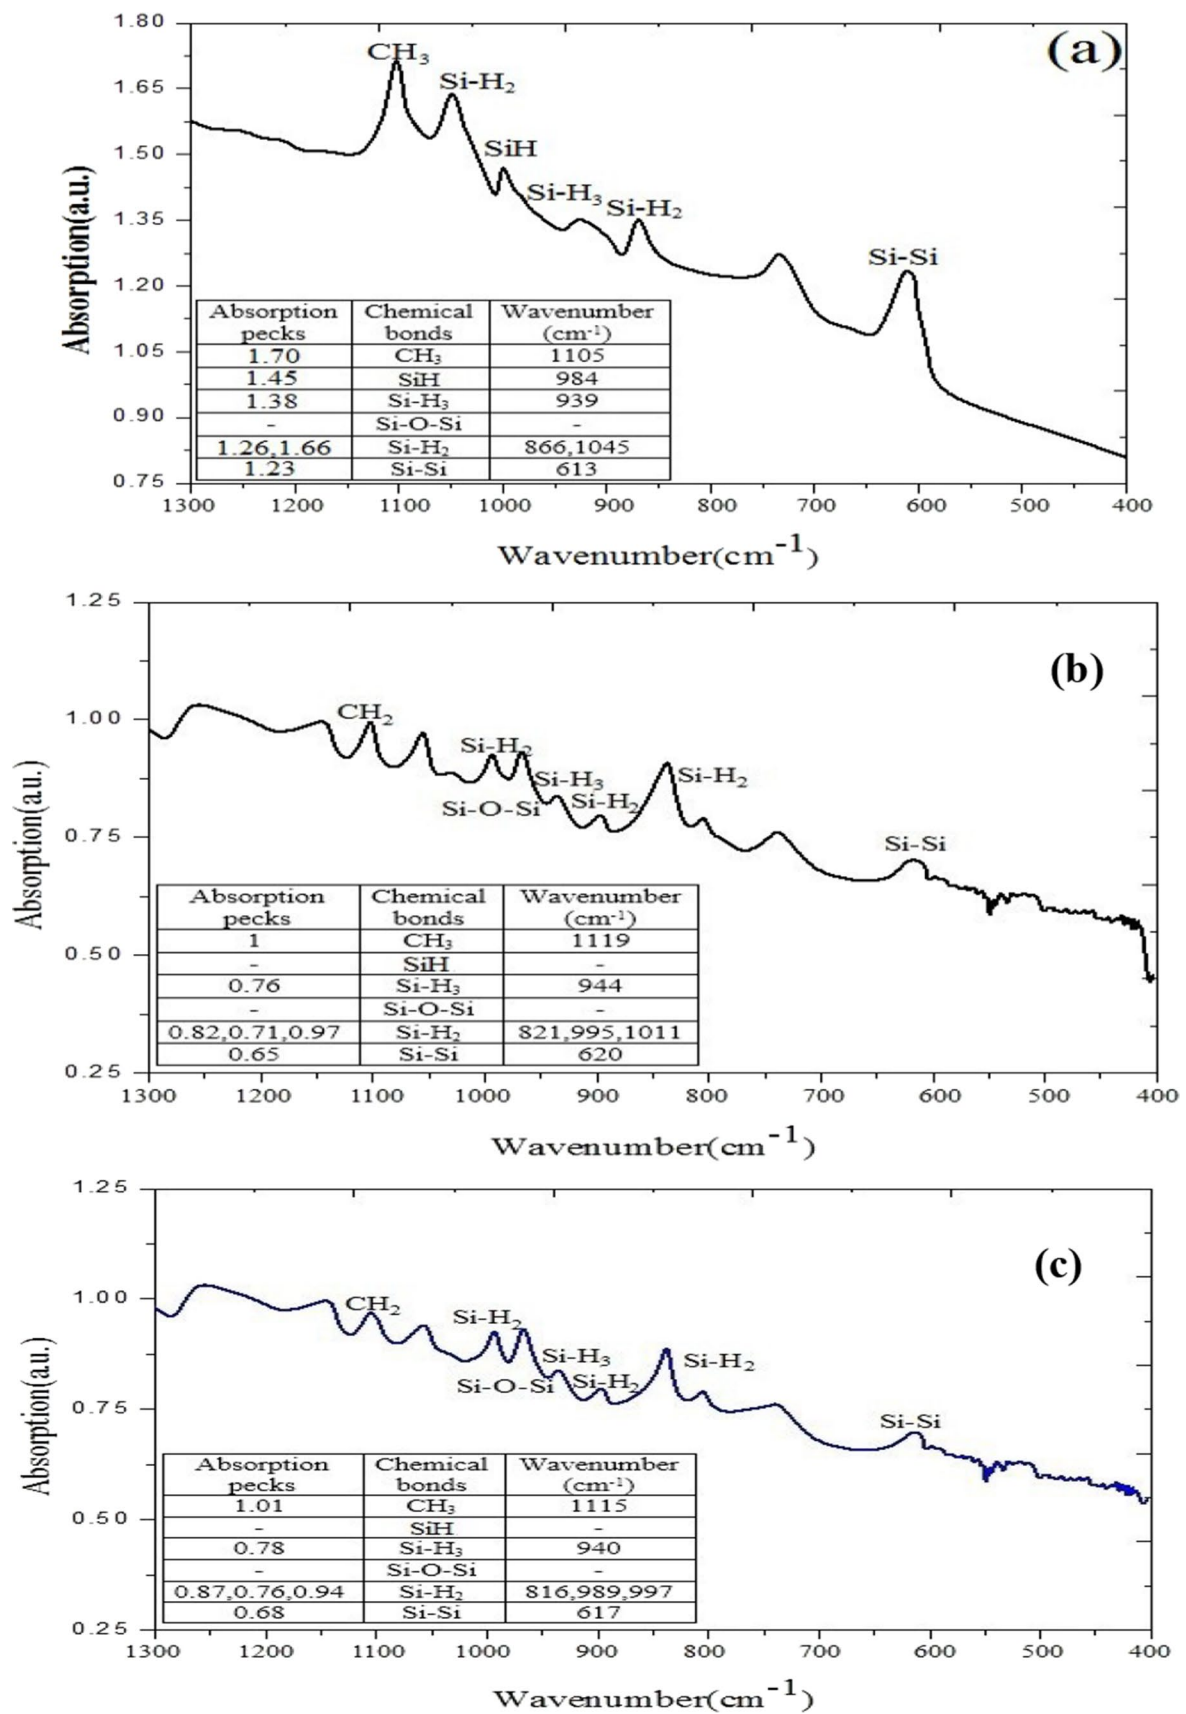 (a)
1.80
1.65
1.50
1.35
1.20
1.05
0.90
0.75
Absorption(a.u.)
CH3
Si-H2
SiH
Si-H3
Si-H2
Si-Si
Absorption pecks Chemical bonds Wavenumber (cm-1)
1.70 CH3 1105
1.45 SiH 984
1.38 Si-H3 939
- Si-O-Si -
1.26,1.66 Si-H2 866,1045
1.23 Si-Si 613
1300 1200 1100 1000 900 800 700 600 500 400
Wavenumber(cm-1)
(b)
1.25
1.00
0.75
0.50
0.25
Absorption(a.u.)
CH2
Si-H2
Si-H3
Si-O-Si
Si-H2
Si-H2
Si-Si
Absorption pecks Chemical bonds Wavenumber (cm-1)
1 CH3 1119
- SiH -
0.76 Si-H3 944
- Si-O-Si -
0.82,0.71,0.97 Si-H2 821,995,1011
0.65 Si-Si 620
1300 1200 1100 1000 900 800 700 600 500 400
Wavenumber(cm-1)
(c)
1.25
1.00
0.75
0.50
0.25
Absorption(a.u.)
CH2
Si-H2
Si-H3
Si-O-Si
Si-H2
Si-H2
Si-Si
Absorption pecks Chemical bonds Wavenumber (cm-1)
1.01 CH3 1115
- SiH -
0.78 Si-H3 940
- Si-O-Si -
0.87,0.76,0.94 Si-H2 816,989,997
0.68 Si-Si 617
1300 1200 1100 1000 900 800 700 600 500 400
Wavenumber(cm-1)